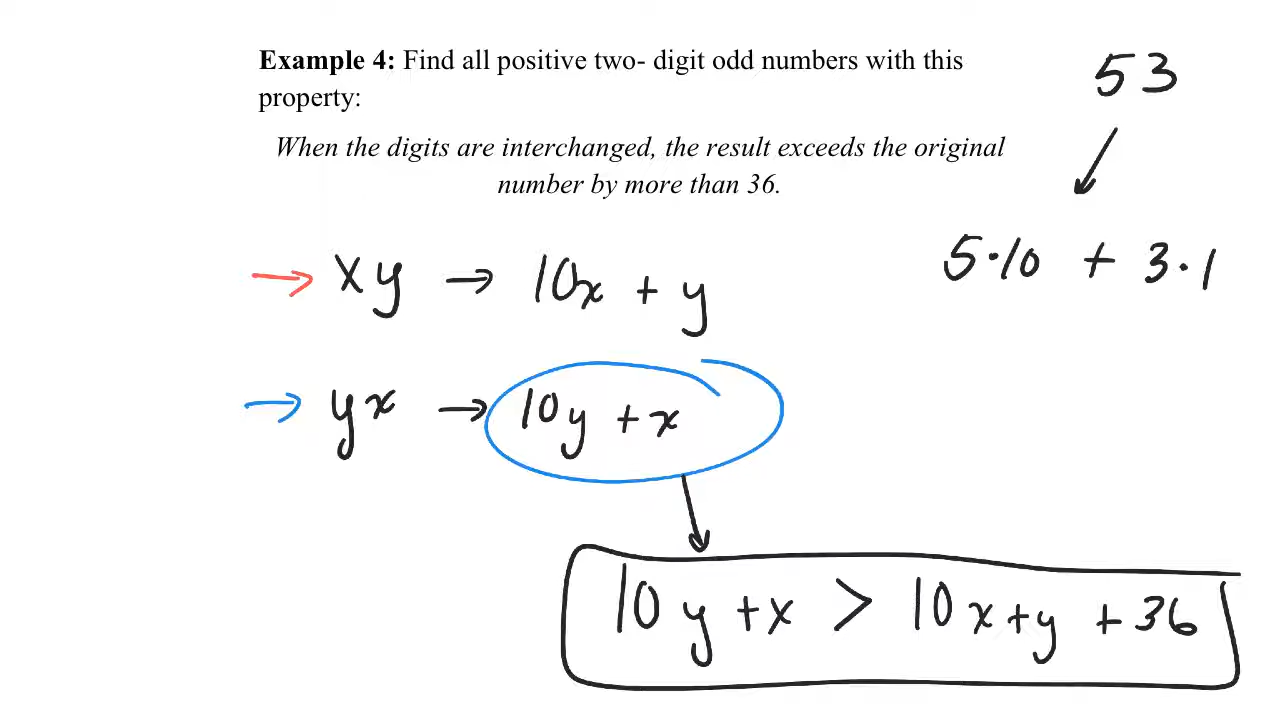 Example 4: Find all positive two- digit odd numbers with this
property:
When the digits are interchanged, the result exceeds the original
number by more than 36.
53
5·10 + 3·1
xy → 10x + y
yx → 10y + x
10y + x > 10x + y + 36